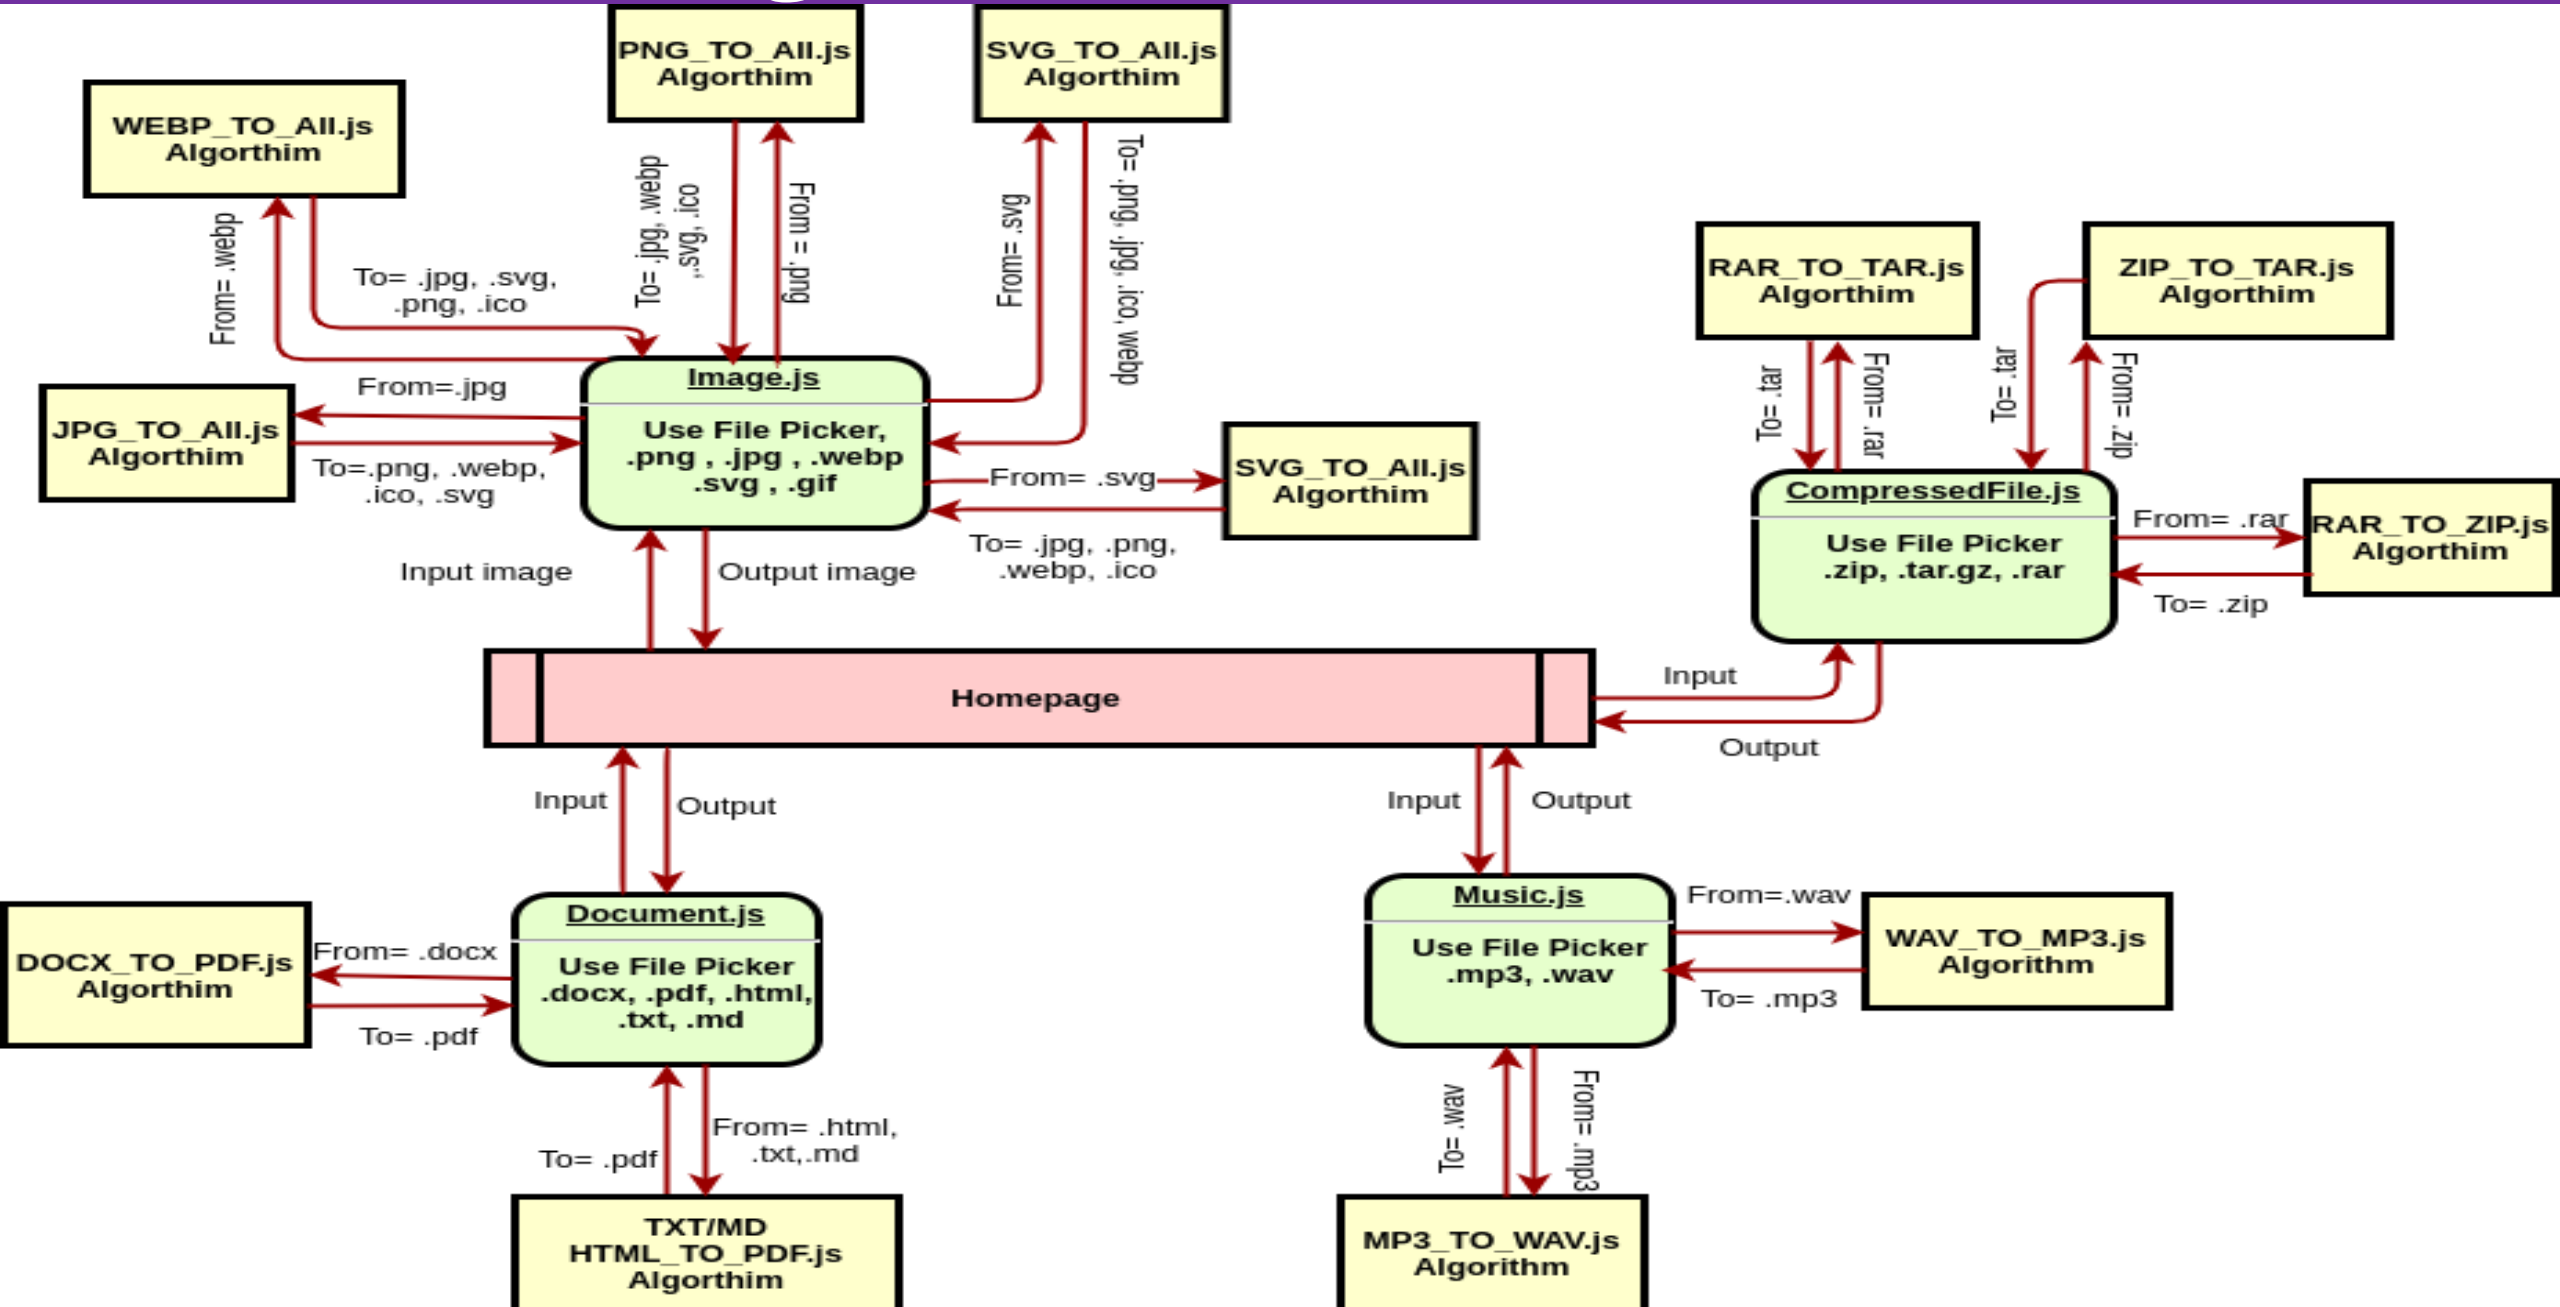 PNG_TO_All.js
Algorthim
SVG_TO_All.js
Algorthim
WEBP_TO_All.js
Algorthim
From= .webp
To= .jpg, .svg,
.png, .ico
To= .jpg, .webp
,.svg, .ico
From = .png
From= .svg
To= .png, .jpg, .ico, webp
RAR_TO_TAR.js
Algorthim
ZIP_TO_TAR.js
Algorthim
To= .tar
From= .rar
To= .tar
From= .zip
From=.jpg
JPG_TO_All.js
Algorthim
To=.png, .webp,
.ico, .svg
Image.js
Use File Picker,
.png , .jpg , .webp
.svg , .gif
From= .svg
SVG_TO_All.js
Algorthim
To= .jpg, .png,
.webp, .ico
CompressedFile.js
Use File Picker
.zip, .tar.gz, .rar
From= .rar
RAR_TO_ZIP.js
Algorthim
To= .zip
Input image
Output image
Homepage
Input
Output
Input
Output
Input
Output
Document.js
Use File Picker
.docx, .pdf, .html,
.txt, .md
From= .docx
DOCX_TO_PDF.js
Algorthim
To= .pdf
Music.js
Use File Picker
.mp3, .wav
From=.wav
WAV_TO_MP3.js
Algorithm
To= .mp3
To= .pdf
From= .html,
.txt,.md
To= .wav
From= .mp3
TXT/MD
HTML_TO_PDF.js
Algorthim
MP3_TO_WAV.js
Algorithm